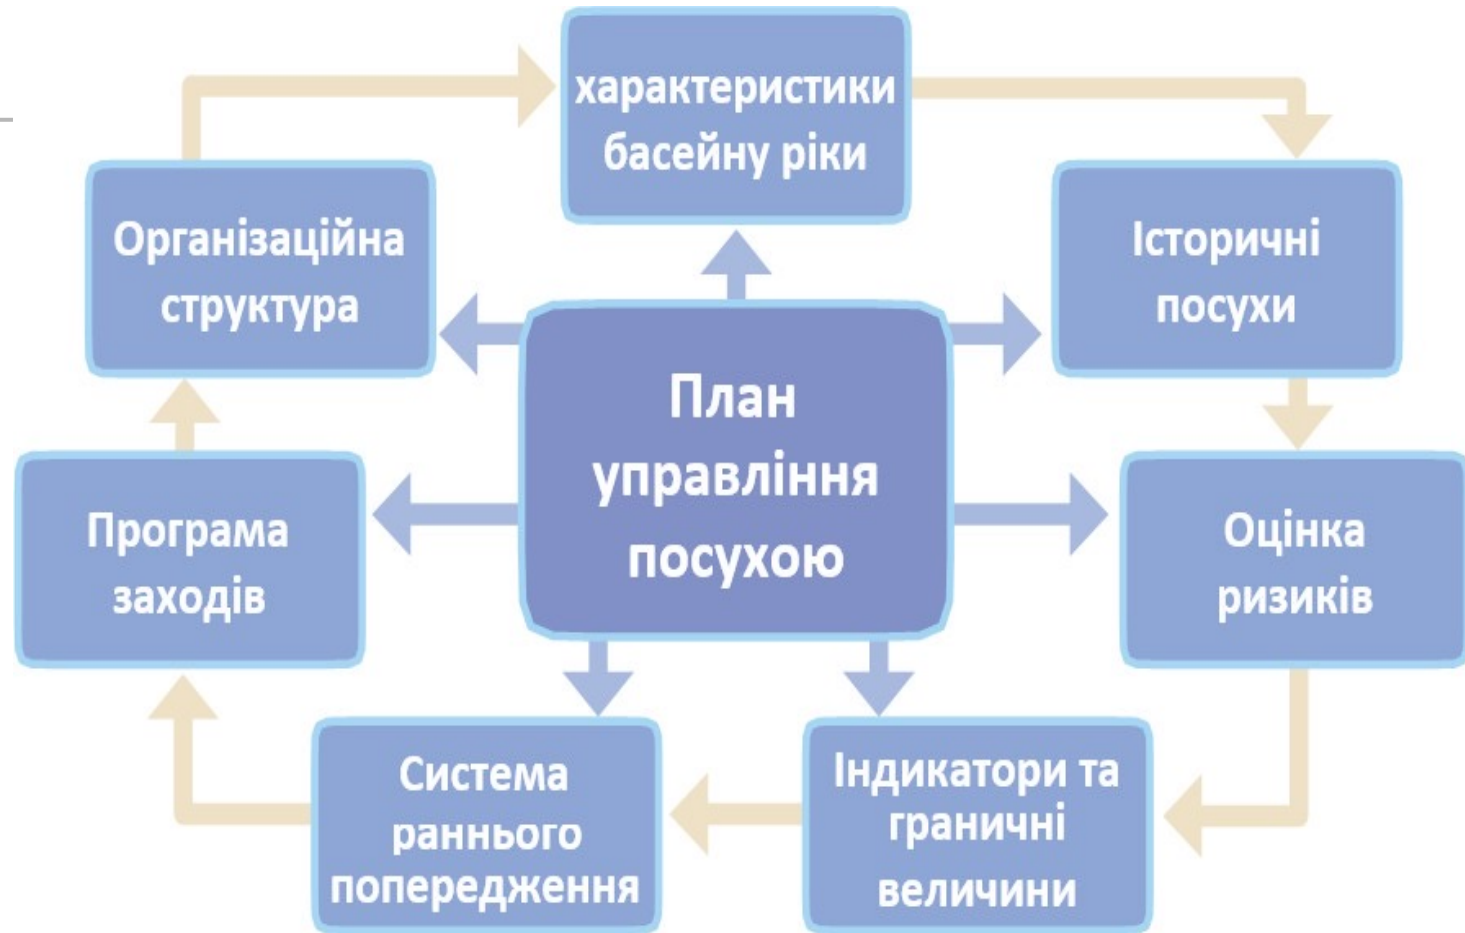 характеристики
басейну ріки
Організаційна
структура
Історичні
посухи
План
управління
посухою
Програма
заходів
Оцінка
ризиків
Система
раннього
попередження
Індикатори та
граничні
величини